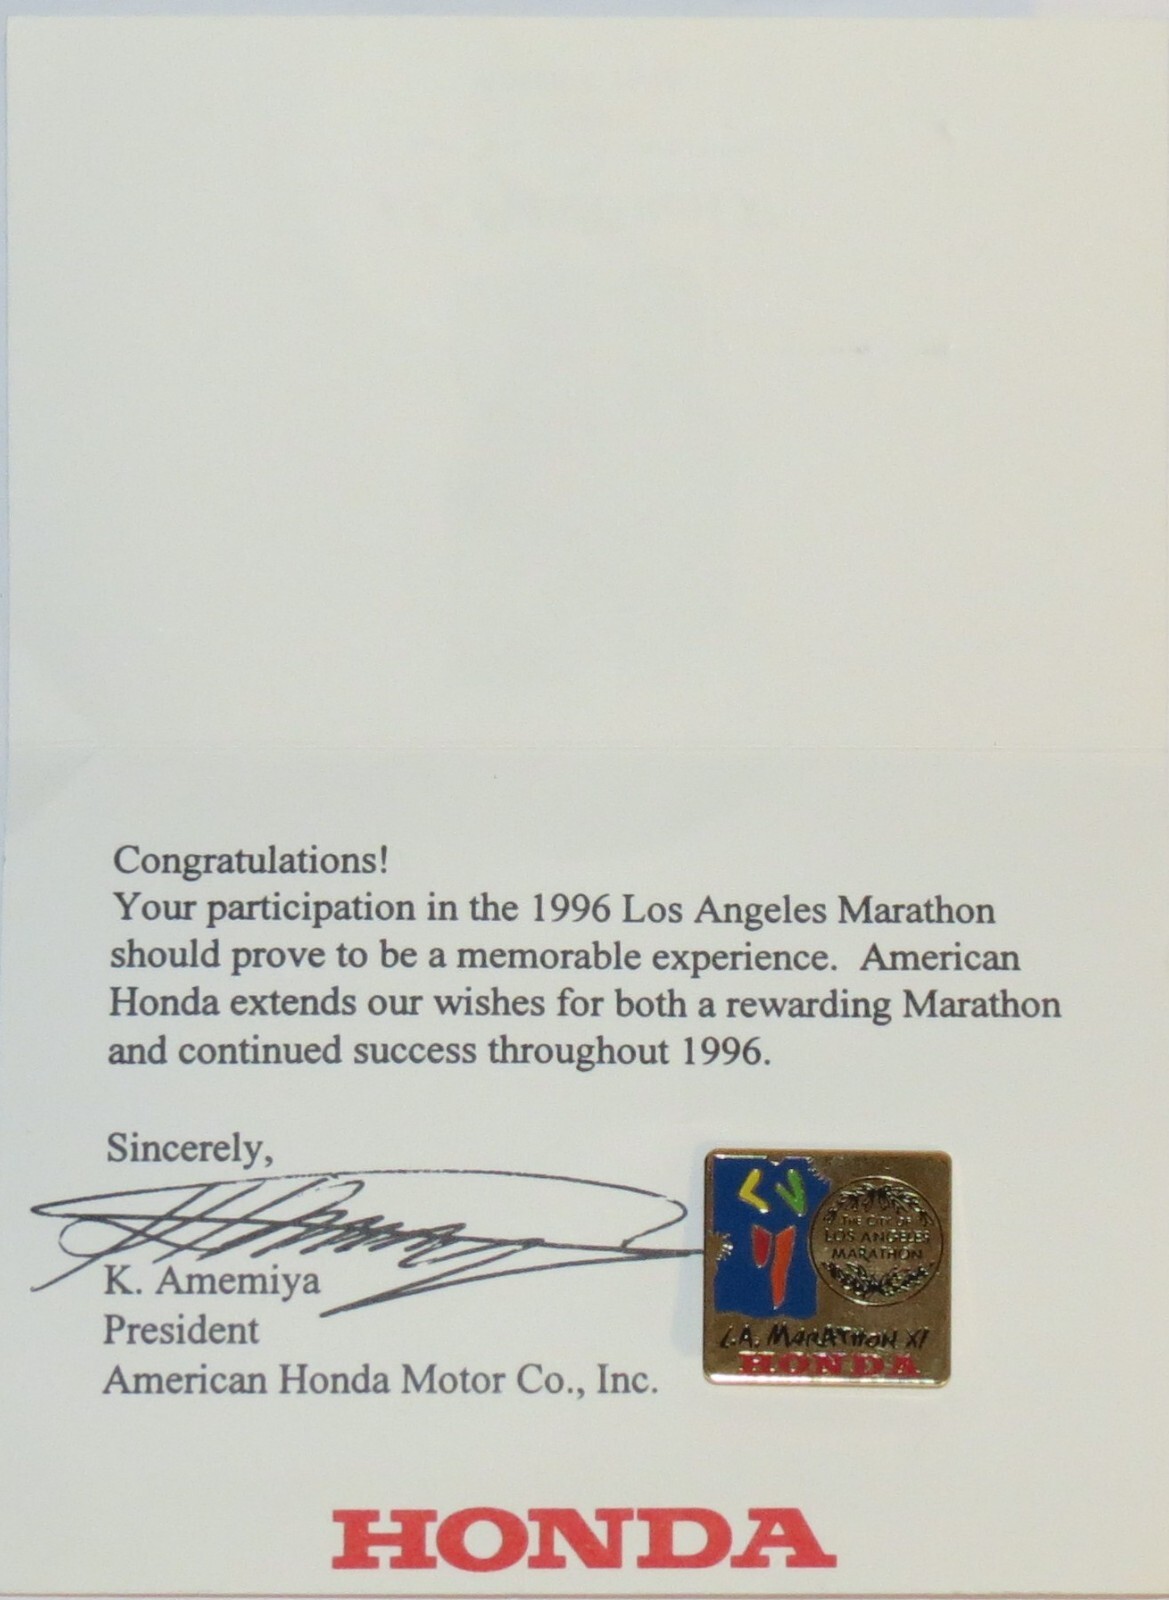 Congratulations!
Your participation in the 1996 Los Angeles Marathon
should prove to be a memorable experience.  American
Honda extends our wishes for both a rewarding Marathon
and continued success throughout 1996.
Sincerely,
K. Amemiya
President
American Honda Motor Co., Inc.
THE CITY OF
LOS ANGELES
MARATHON
L.A. MARATHON XI
HONDA
HONDA